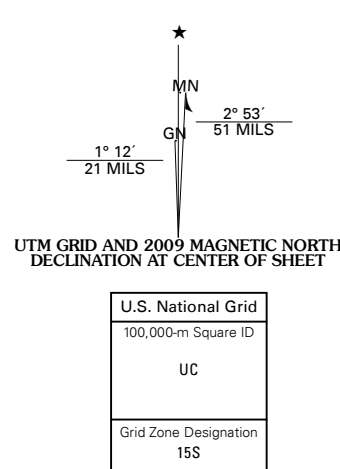 ★
MN
GN
2° 53´
51 MILS
1° 12´
21 MILS
UTM GRID AND 2009 MAGNETIC NORTH
DECLINATION AT CENTER OF SHEET
U.S. National Grid
100,000-m Square ID
UC
Grid Zone Designation
15S